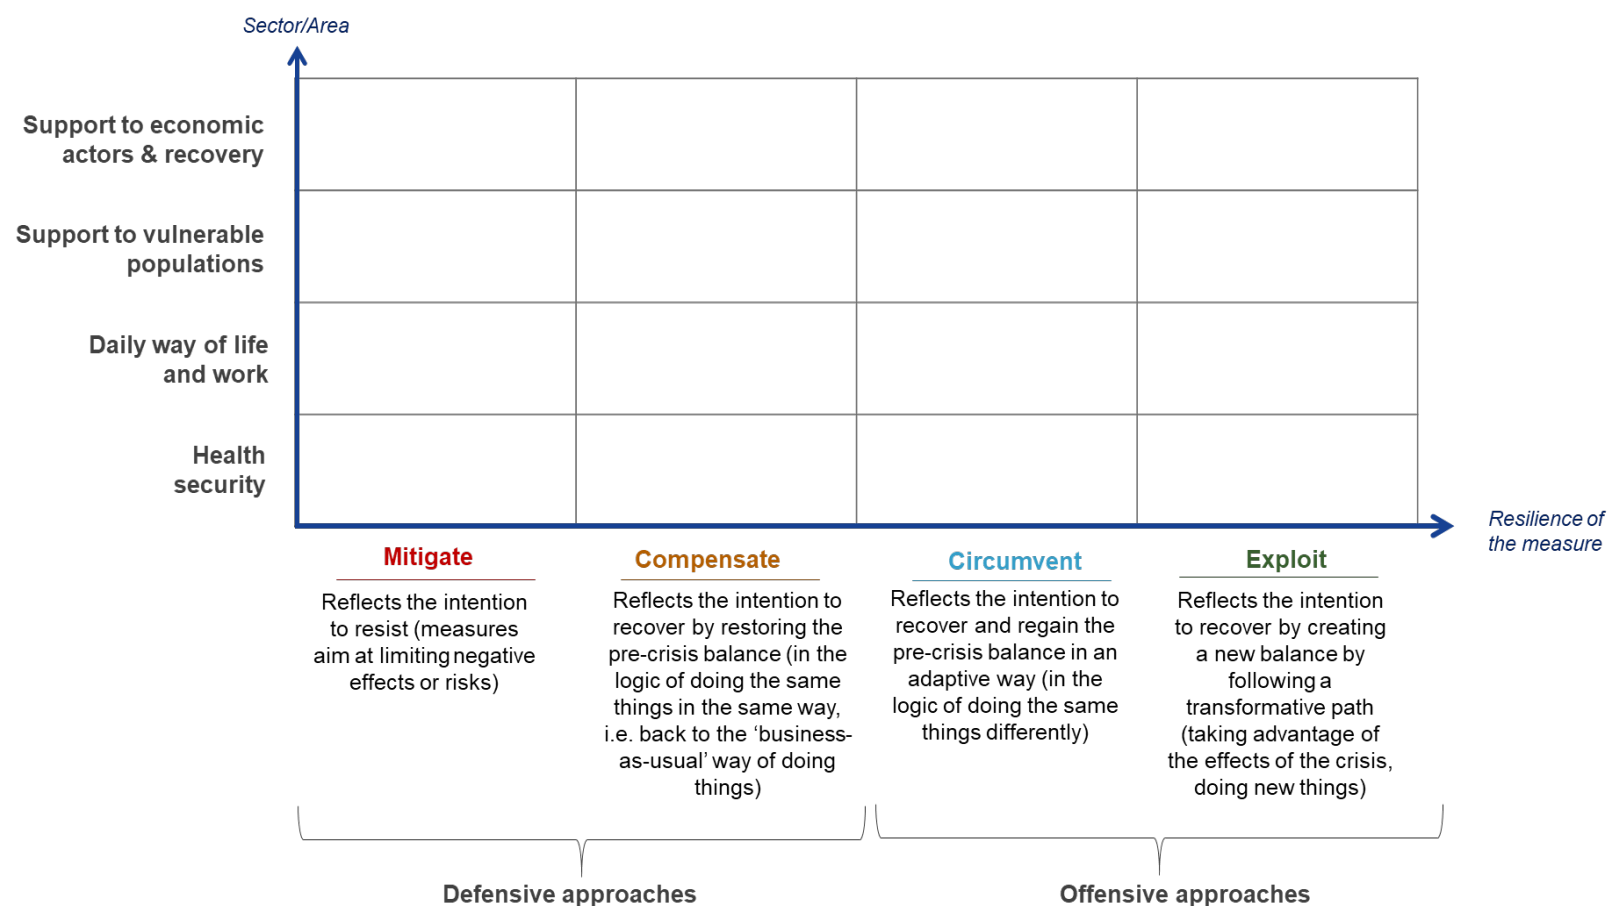 Sector/Area
Support to economic
actors & recovery
Support to vulnerable
populations
Daily way of life
and work
Health
security
Resilience of
the measure
Mitigate
Reflects the intention
to resist (measures
aim at limiting negative
effects or risks)
Compensate
Reflects the intention to
recover by restoring the
pre-crisis balance (in the
logic of doing the same
things in the same way,
i.e. back to the ‘business-
as-usual’ way of doing
things)
Circumvent
Reflects the intention to
recover and regain the
pre-crisis balance in an
adaptive way (in the
logic of doing the same
things differently)
Exploit
Reflects the intention
to recover by creating
a new balance by
following a
transformative path
(taking advantage of
the effects of the crisis,
doing new things)
Defensive approaches
Offensive approaches